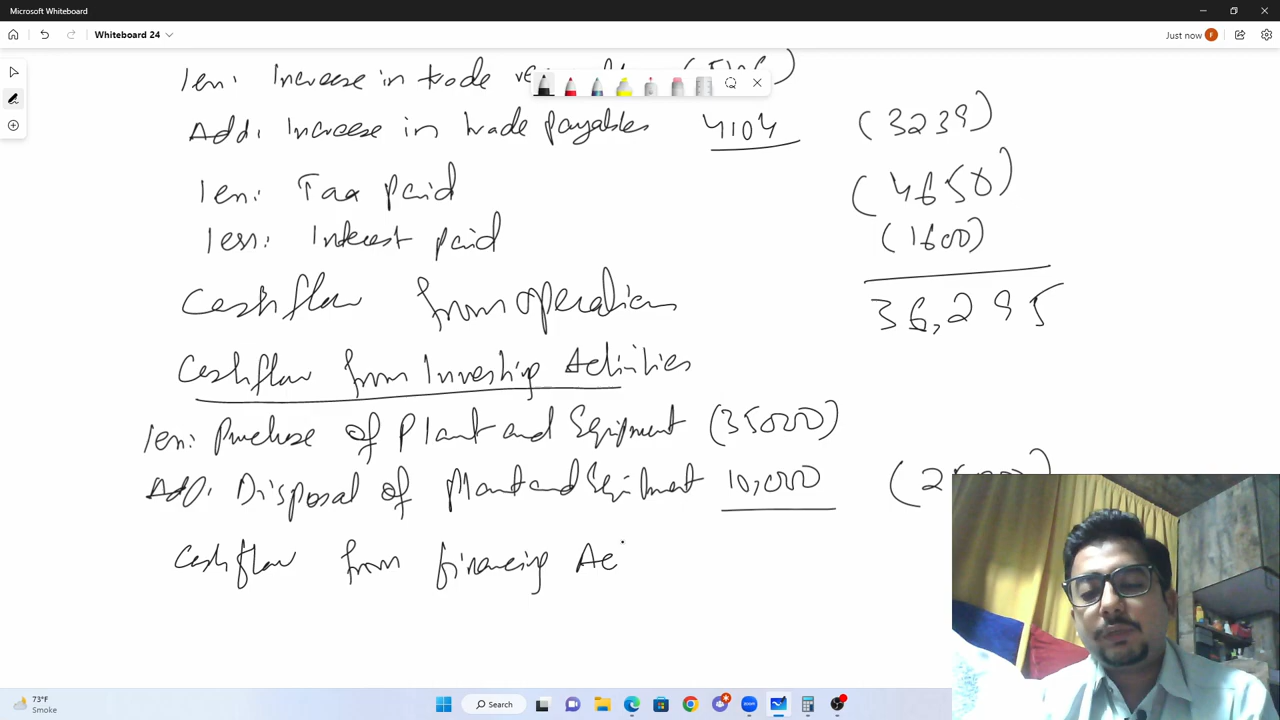 Microsoft Whiteboard
Whiteboard 24
Just now F
less: Increase in trade
Add: Increase in trade payables 4104 (3239)
less: Tax paid (4650)
less: Interest paid (1600)
Cashflow from operations 36,295
Cashflow from Investing Activities
less: Purchase of Plant and Equipment (35000)
Add: Disposal of Plant and Equipment 10,000
Cashflow from financing Ac
73°F
Smoke
Search